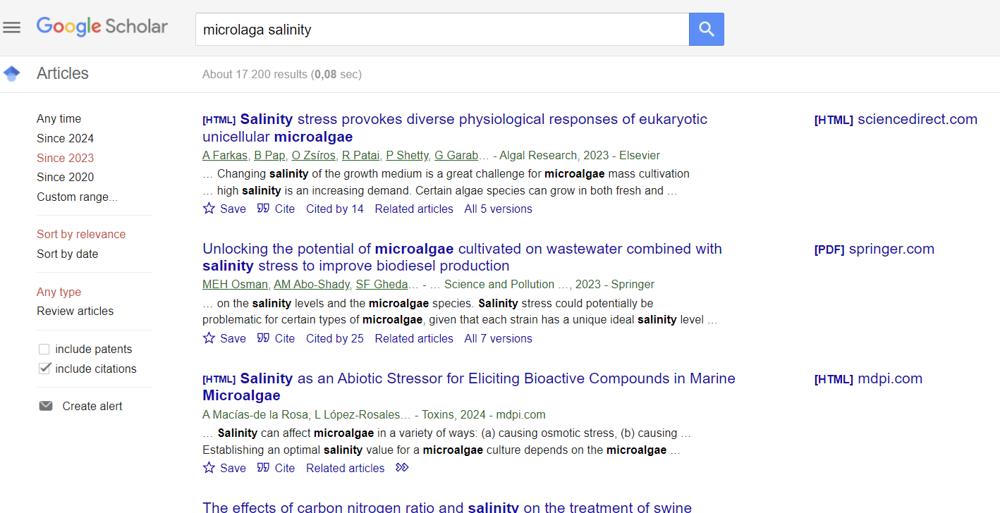 Google Scholar
microlaga salinity
Articles
About 17.200 results (0,08 sec)
Any time
Since 2024
Since 2023
Since 2020
Custom range...
Sort by relevance
Sort by date
Any type
Review articles
include patents
include citations
Create alert
[HTML] Salinity stress provokes diverse physiological responses of eukaryotic
unicellular microalgae
A Farkas, B Pap, O Zsíros, R Patai, P Shetty, G Garab… - Algal Research, 2023 - Elsevier
… Changing salinity of the growth medium is a great challenge for microalgae mass cultivation
… high salinity is an increasing demand. Certain algae species can grow in both fresh and …
Save Cite Cited by 14 Related articles All 5 versions
[HTML] sciencedirect.com
Unlocking the potential of microalgae cultivated on wastewater combined with
salinity stress to improve biodiesel production
MEH Osman, AM Abo-Shady, SF Gheda… - … Science and Pollution …, 2023 - Springer
… on the salinity levels and the microalgae species. Salinity stress could potentially be
problematic for certain types of microalgae, given that each strain has a unique ideal salinity level …
Save Cite Cited by 25 Related articles All 7 versions
[PDF] springer.com
[HTML] Salinity as an Abiotic Stressor for Eliciting Bioactive Compounds in Marine
Microalgae
A Macías-de la Rosa, L López-Rosales… - Toxins, 2024 - mdpi.com
… Salinity can affect microalgae in a variety of ways: (a) causing osmotic stress, (b) causing …
Establishing an optimal salinity value for a microalgae culture depends on the microalgae …
Save Cite Related articles
[HTML] mdpi.com
The effects of carbon nitrogen ratio and salinity on the treatment of swine